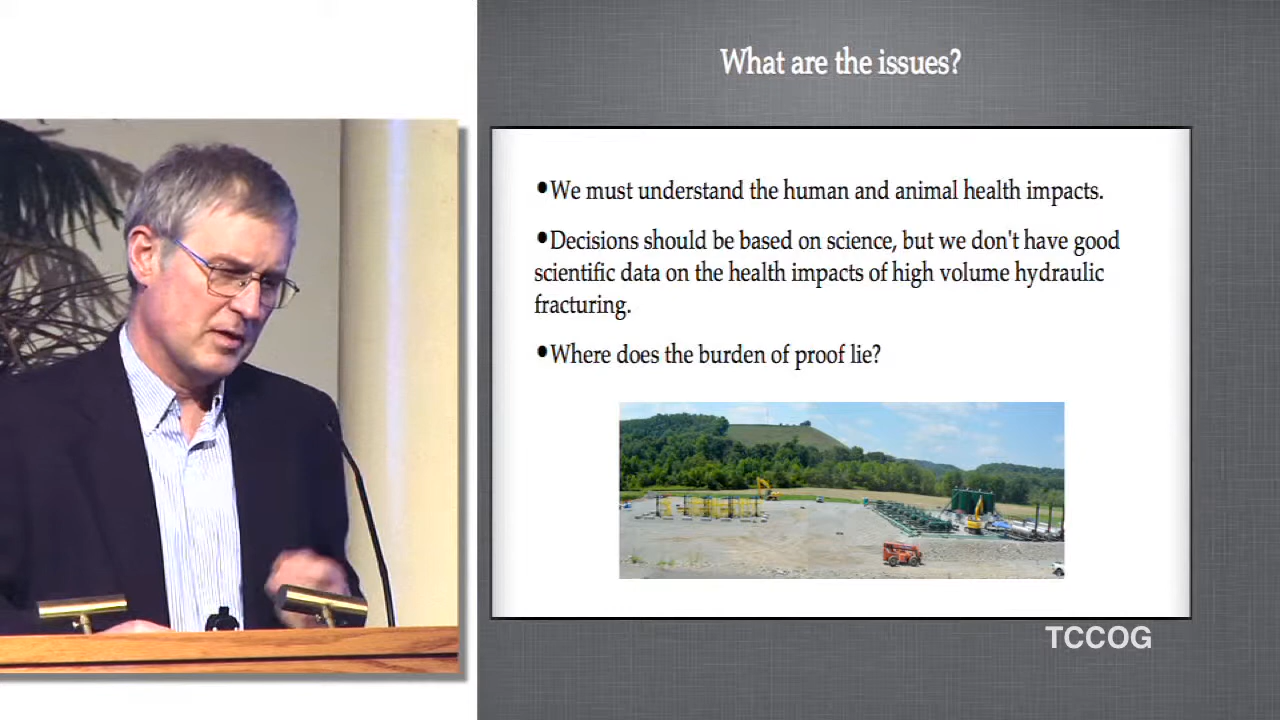 What are the issues?
•We must understand the human and animal health impacts.
•Decisions should be based on science, but we don't have good
scientific data on the health impacts of high volume hydraulic
fracturing.
•Where does the burden of proof lie?
TCCOG